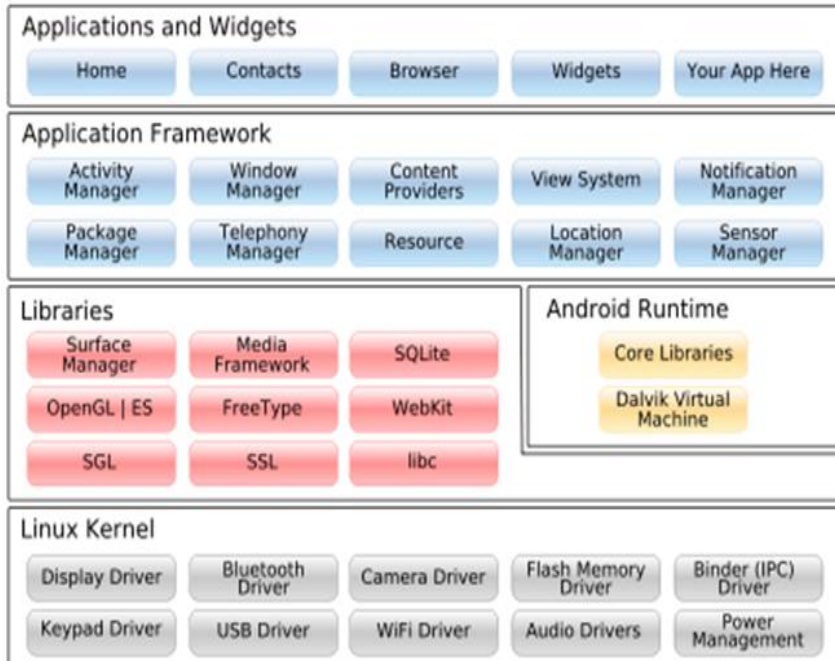 Applications and Widgets
Home
Contacts
Browser
Widgets
Your App Here
Application Framework
Activity
Manager
Window
Manager
Content
Providers
View System
Notification
Manager
Package
Manager
Telephony
Manager
Resource
Location
Manager
Sensor
Manager
Libraries
Surface
Manager
Media
Framework
SQLite
OpenGL | ES
FreeType
WebKit
SGL
SSL
libc
Android Runtime
Core Libraries
Dalvik Virtual
Machine
Linux Kernel
Display Driver
Bluetooth
Driver
Camera Driver
Flash Memory
Driver
Binder (IPC)
Driver
Keypad Driver
USB Driver
WiFi Driver
Audio Drivers
Power
Management